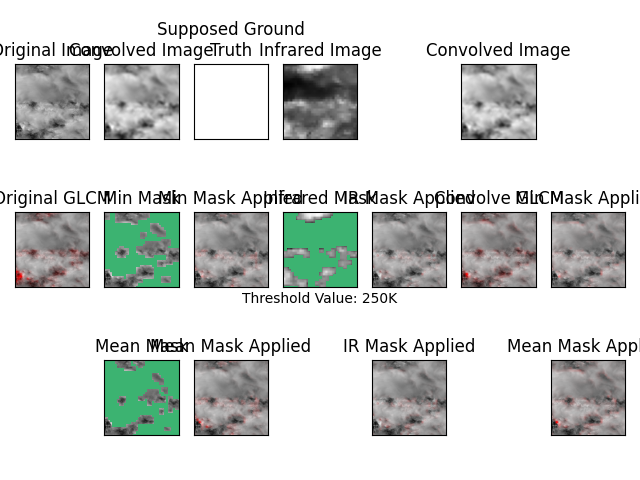 Supposed Ground
Original Image Convolved Image Truth Infrared Image Convolved Image
Original GLCM Min Mask Min Mask Applied Infrared Mask IR Mask Applied Convolve GLCM Min Mask Appli
Threshold Value: 250K
Mean Mask Mean Mask Applied IR Mask Applied Mean Mask Appl